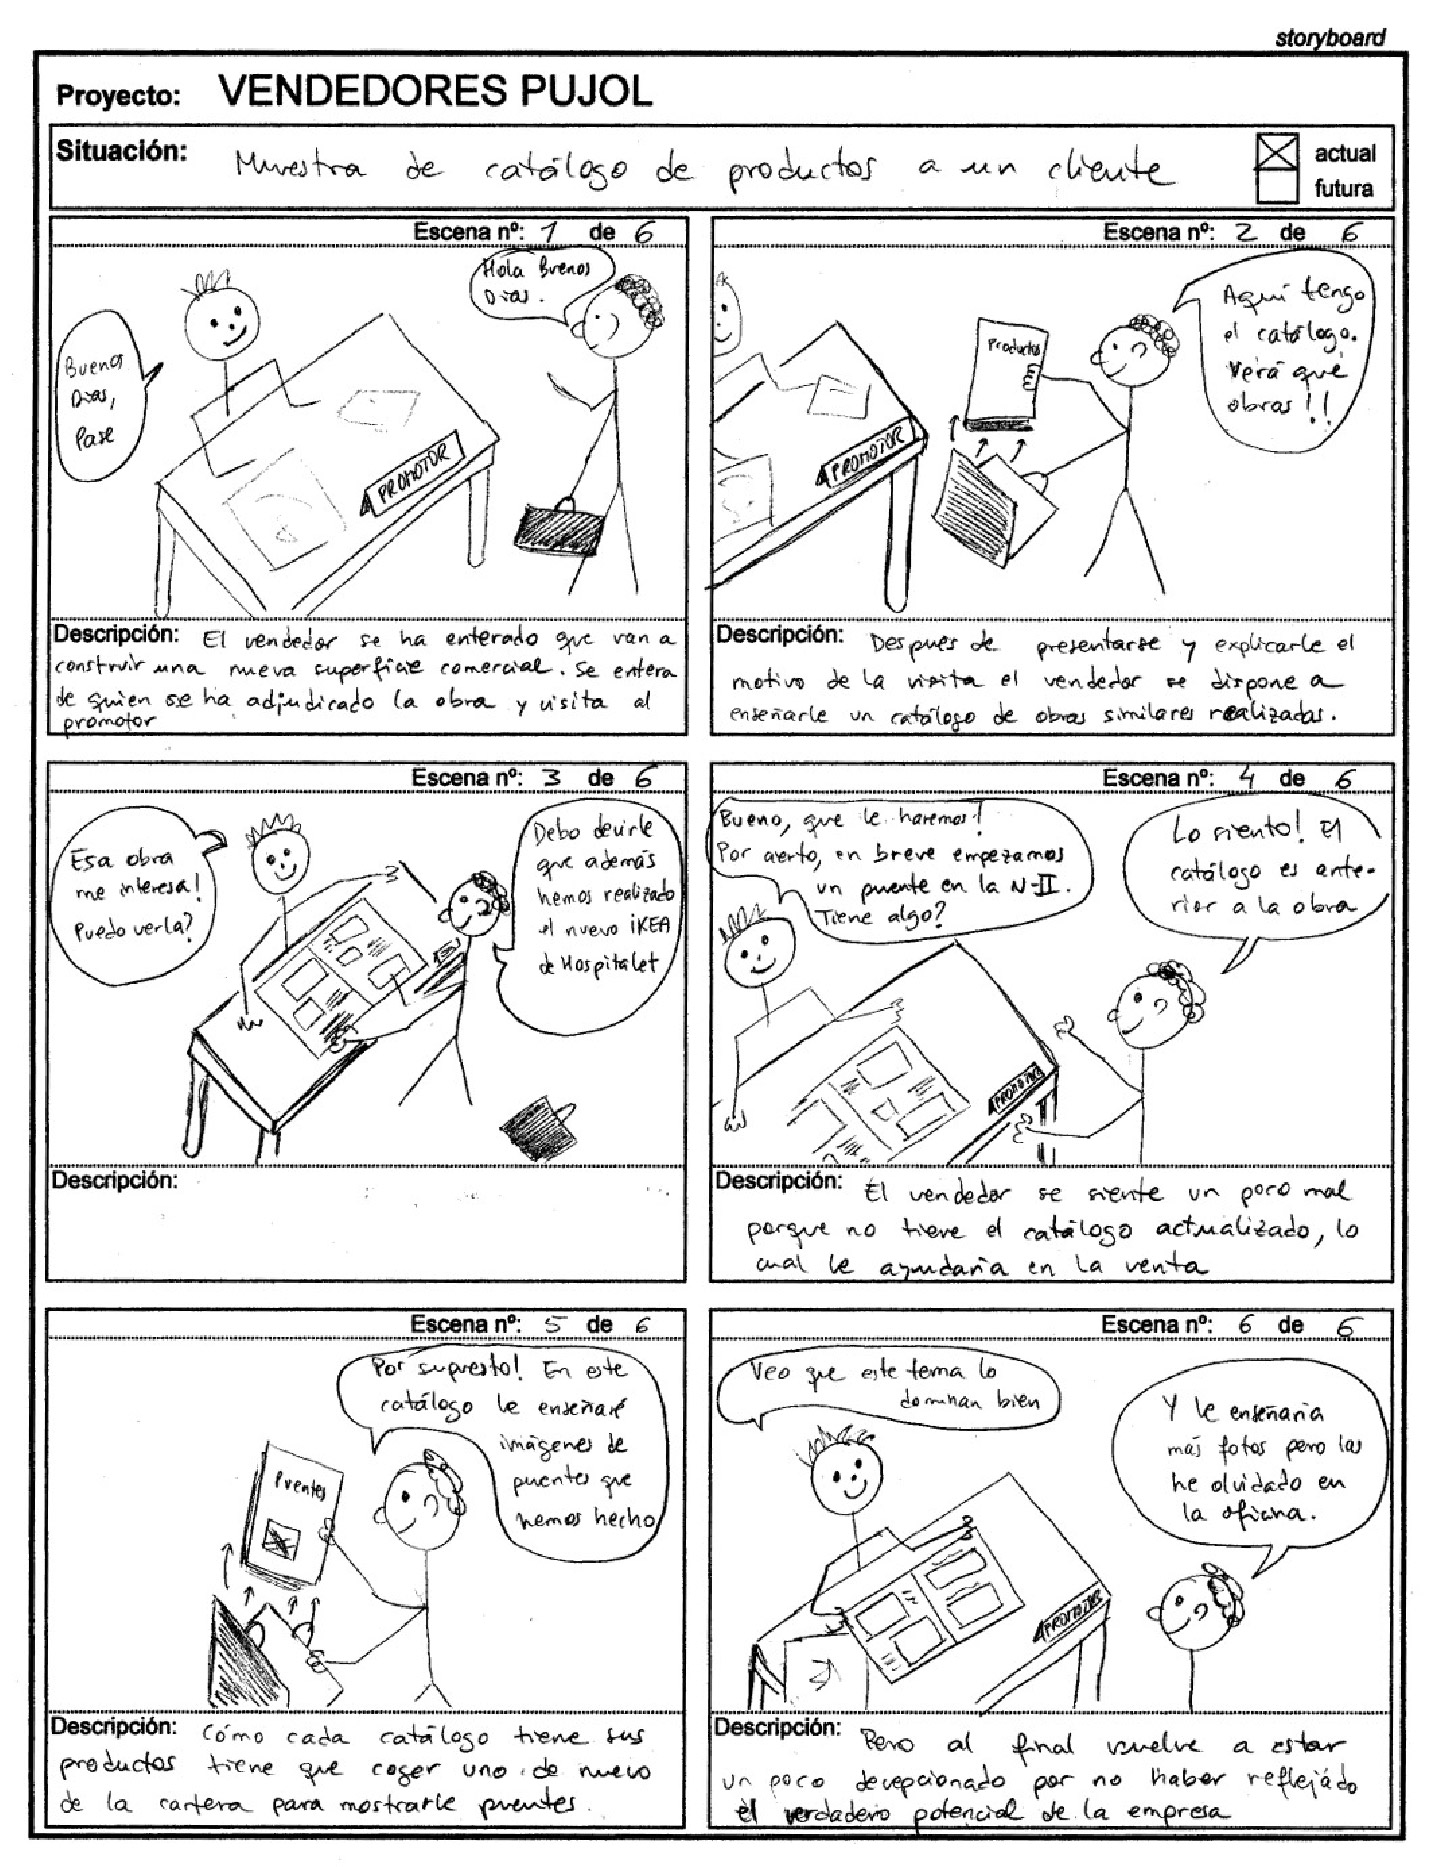 storyboard
Proyecto: VENDEDORES PUJOL
Situación: Muestra de catálogo de productos a un cliente
actual
futura
Escena nº: 1 de 6
Buenos
Dias,
Pase
Hola Buenos
Dias.
PROMOTOR
Descripción: El vendedor se ha enterado que van a
construir una nueva superficie comercial. Se entera
de quien se ha adjudicado la obra y visita al
promotor
Escena nº: 2 de 6
Productos
Aquí tengo
el catálogo.
Verá qué
obras!!
PROMOTOR
Descripción: Despues de presentarse y explicarle el
motivo de la visita el vendedor se dispone a
enseñarle un catálogo de obras similares realizadas.
Escena nº: 3 de 6
Esa obra
me interesa!
Puedo verla?
Debo decirle
que además
hemos realizado
el nuevo iKEA
de Hospitalet
Descripción:
Escena nº: 4 de 6
Bueno, que le haremos!
Por cierto, en breve empezamos
un puente en la N-II.
Tiene algo?
Lo siento! El
catálogo es ante-
rior a la obra
PROMOTOR
Descripción: El vendedor se siente un poco mal
porque no tiene el catálogo actualizado, lo
cual le ayudaria en la venta
Escena nº: 5 de 6
Por supuesto! En este
catálogo le enseñaré
imágenes de
puentes que
hemos hecho
Puentes
Descripción: Cómo cada catálogo tiene sus
productos tiene que coger uno de nuevo
de la cartera para mostrarle puentes.
Escena nº: 6 de 6
Veo que este tema lo
dominan bien
Y le enseñaria
más fotos pero las
he olvidado en
la oficina.
PROMOTOR
Descripción: Pero al final vuelve a estar
un poco decepcionado por no haber reflejádo
el verdadero potencial de la empresa